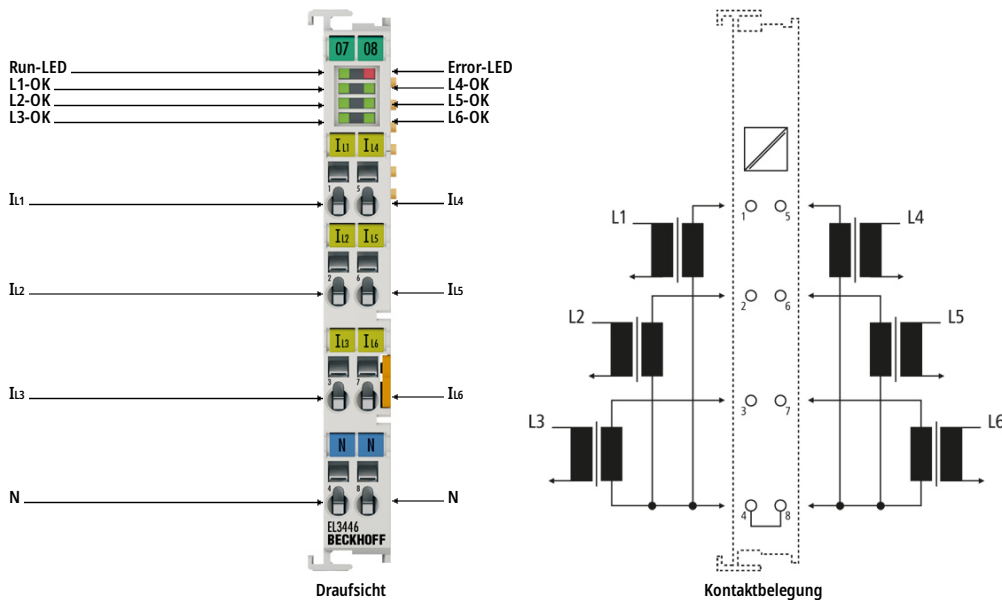 07 08
Run-LED
Error-LED
L1-OK
L4-OK
L2-OK
L5-OK
L3-OK
L6-OK
IL1 IL4
1 5
IL1
IL4
IL2 IL5
2 6
IL2
IL5
IL3 IL6
3 7
IL3
IL6
N N
4 8
N
N
EL3446
BECKHOFF
Draufsicht
L1
1 5
L4
L2
2 6
L5
L3
3 7
L6
4 8
Kontaktbelegung